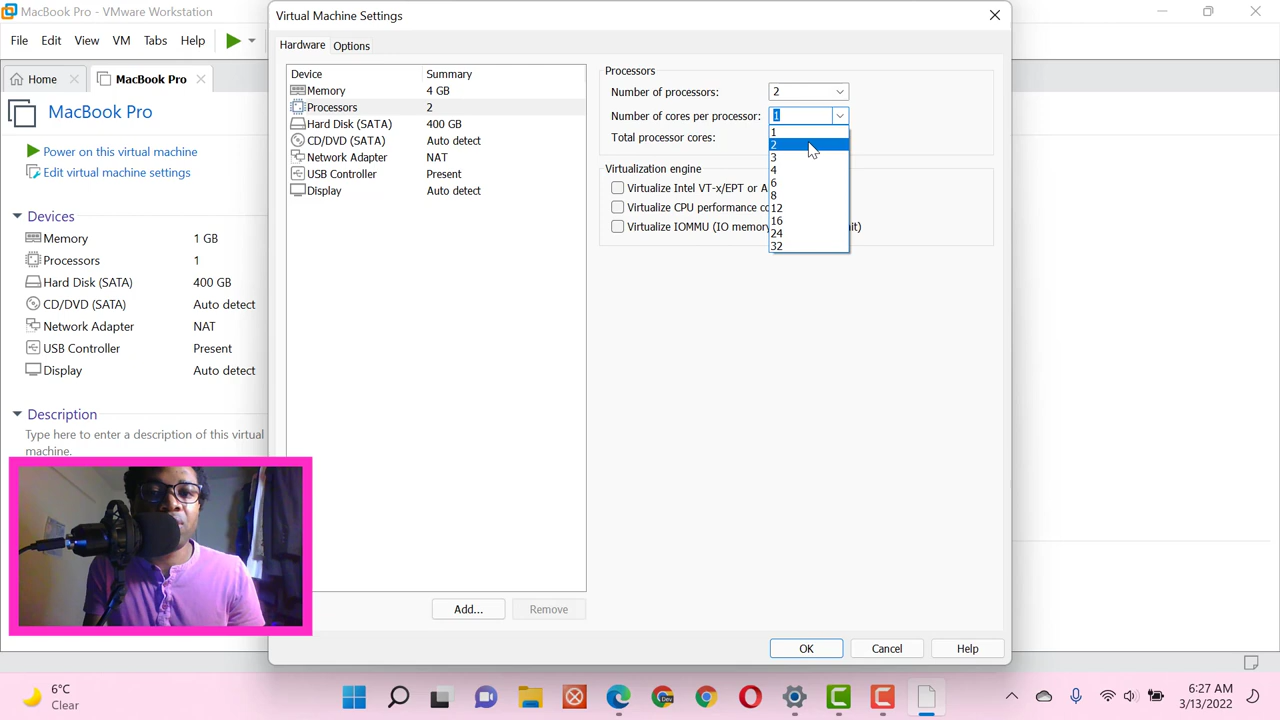 MacBook Pro - VMware Workstation
File Edit View VM Tabs Help
Home
MacBook Pro
MacBook Pro
Power on this virtual machine
Edit virtual machine settings
Devices
Memory 1 GB
Processors 1
Hard Disk (SATA) 400 GB
CD/DVD (SATA) Auto detect
Network Adapter NAT
USB Controller Present
Display Auto detect
Description
Type here to enter a description of this virtual
machine.
Virtual Machine Settings
Hardware Options
Device Summary
Memory 4 GB
Processors 2
Hard Disk (SATA) 400 GB
CD/DVD (SATA) Auto detect
Network Adapter NAT
USB Controller Present
Display Auto detect
Add... Remove
Processors
Number of processors: 2
Number of cores per processor: 1
Total processor cores:
1
2
3
4
6
8
12
16
24
32
Virtualization engine
Virtualize Intel VT-x/EPT or A
Virtualize CPU performance co
Virtualize IOMMU (IO memory it)
OK Cancel Help
6°C
Clear
DEV
6:27 AM
3/13/2022